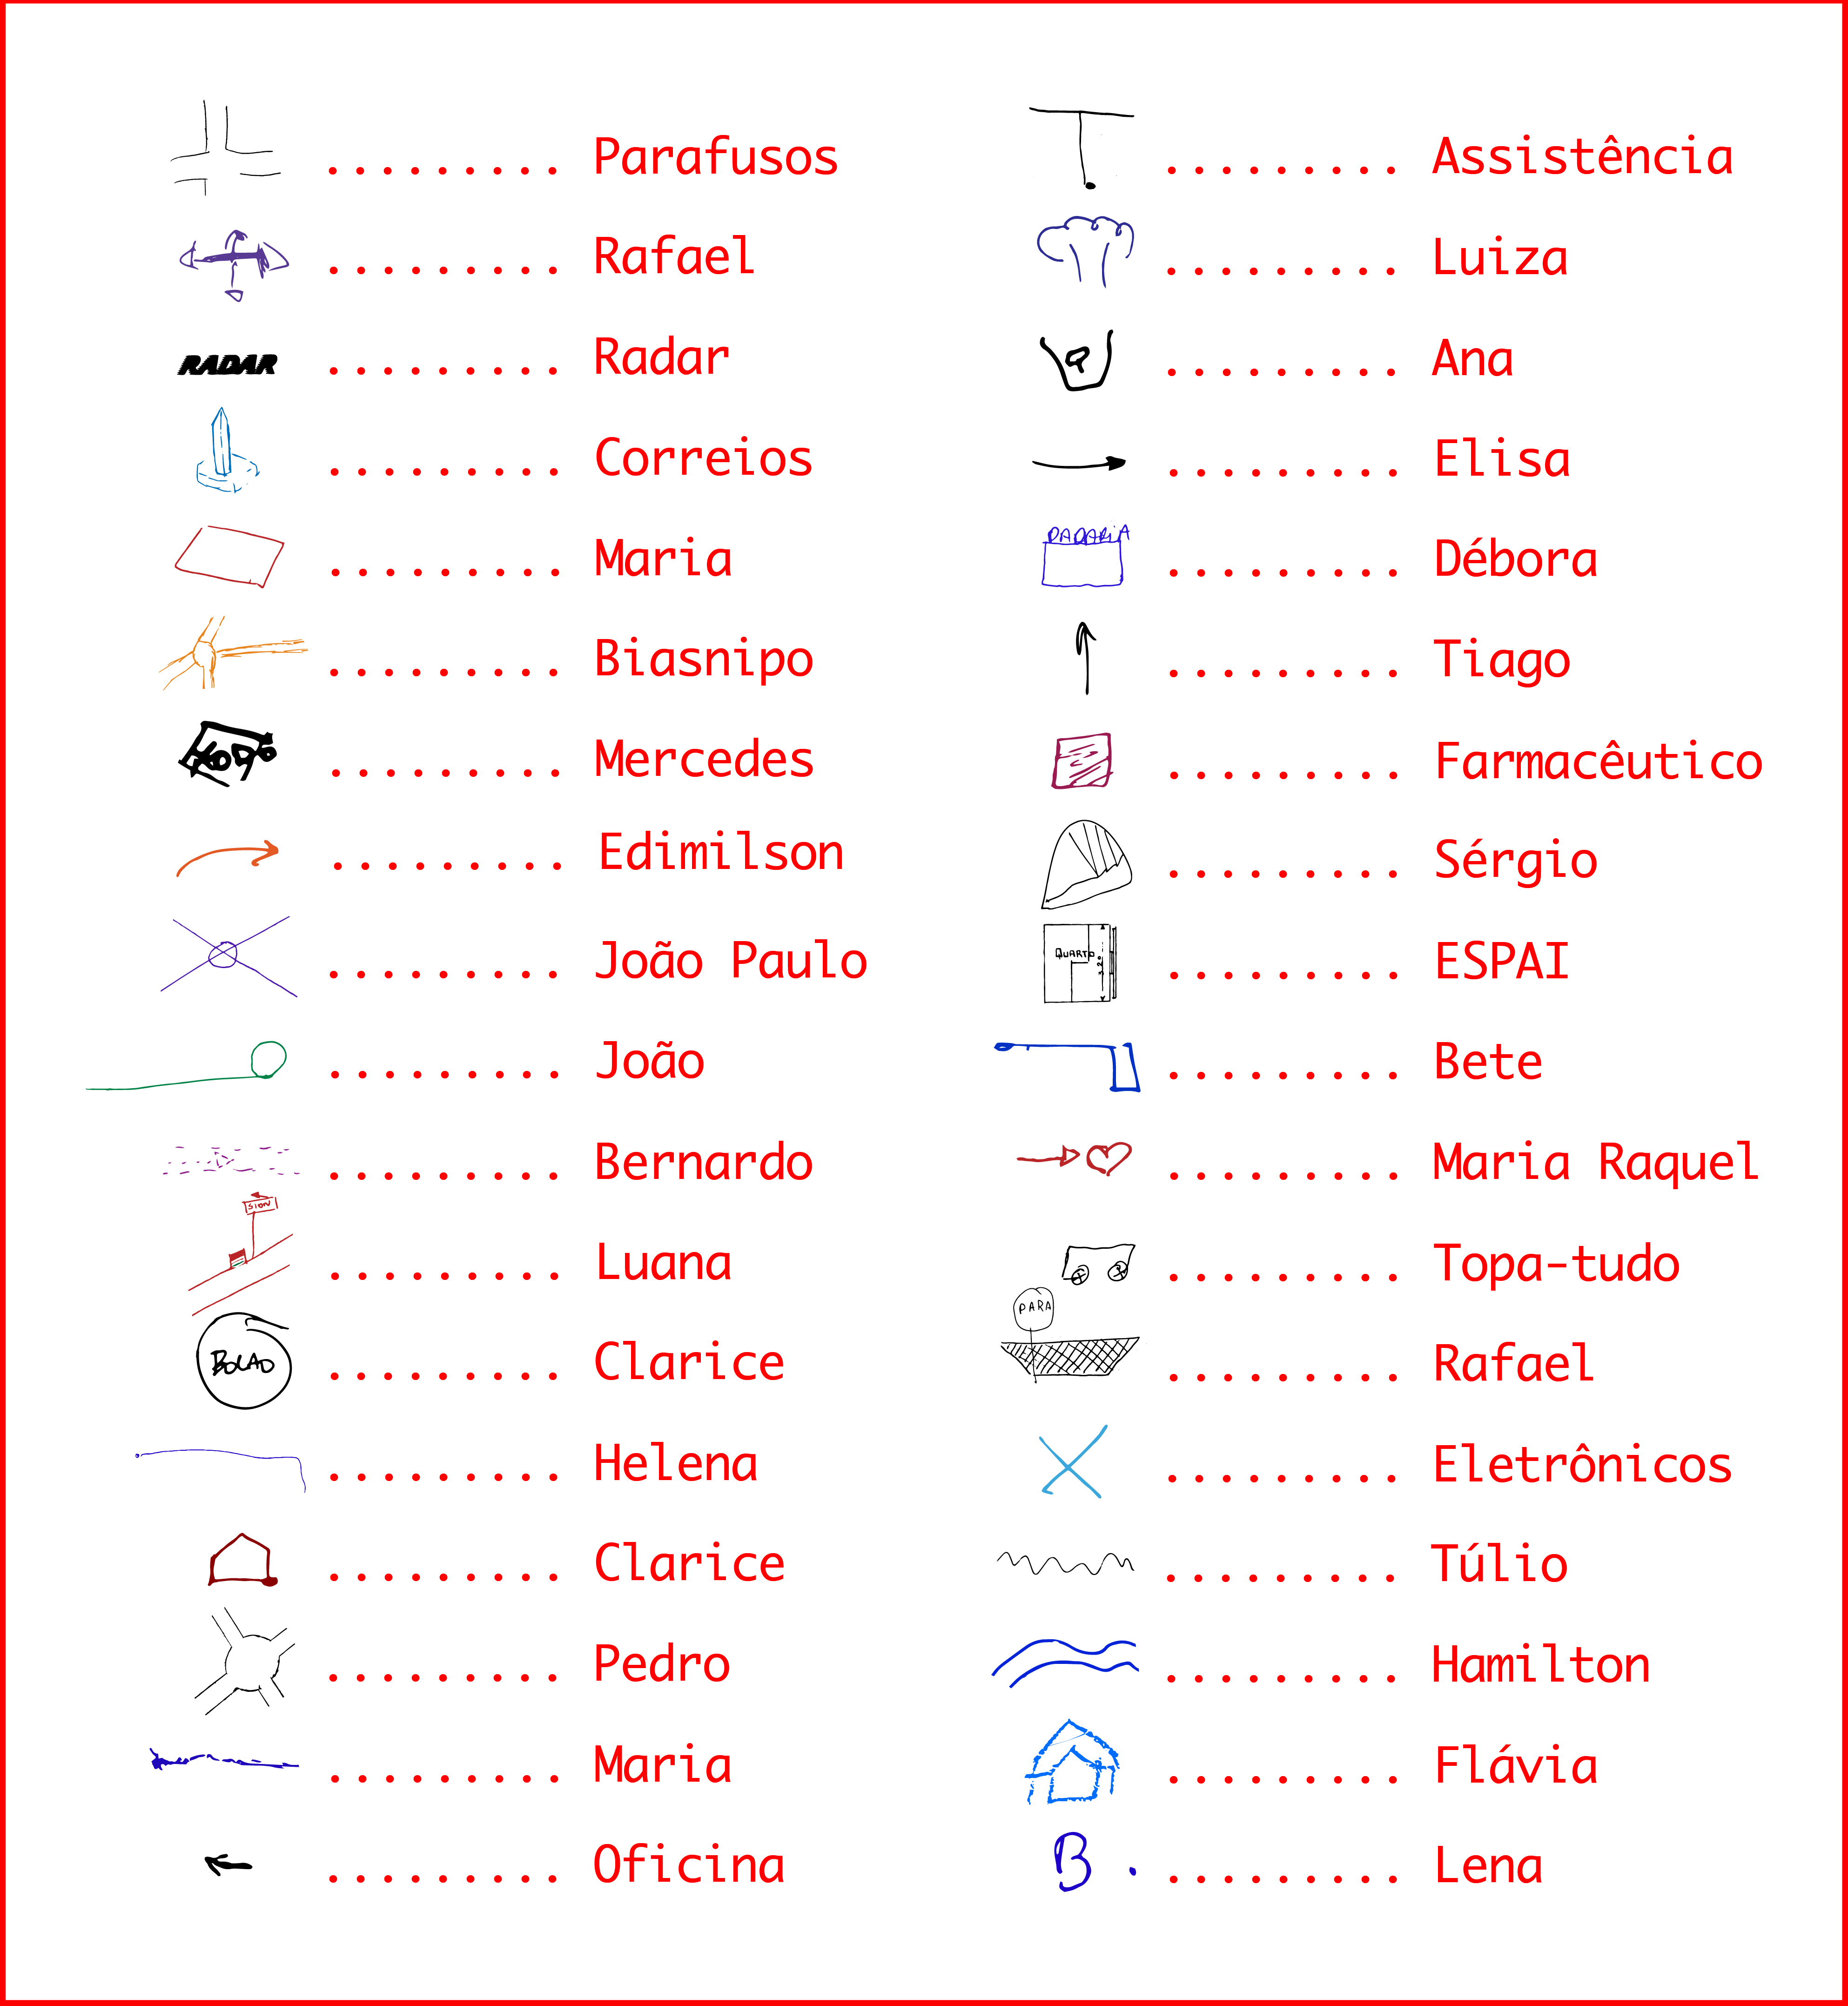 Parafusos
Rafael
RADAR Radar
Correios
Maria
Biasnipo
Mercedes
Edimilson
João Paulo
João
Bernardo
SION
Luana
BOLAO Clarice
Helena
Clarice
Pedro
Maria
Oficina
Assistência
Luiza
Ana
Elisa
PADARiA
Débora
Tiago
Farmacêutico
Sérgio
QUARTO ESPAI
Bete
Maria Raquel
Topa-tudo
PARA
Rafael
Eletrônicos
Túlio
Hamilton
Flávia
B. Lena